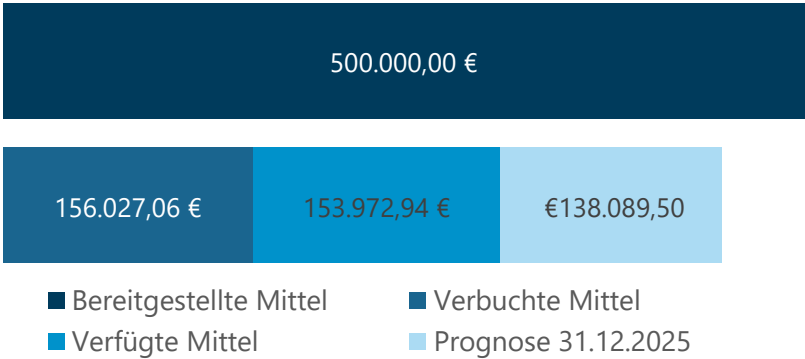 500.000,00 €
156.027,06 € 153.972,94 € €138.089,50
Bereitgestellte Mittel Verbuchte Mittel
Verfügte Mittel Prognose 31.12.2025